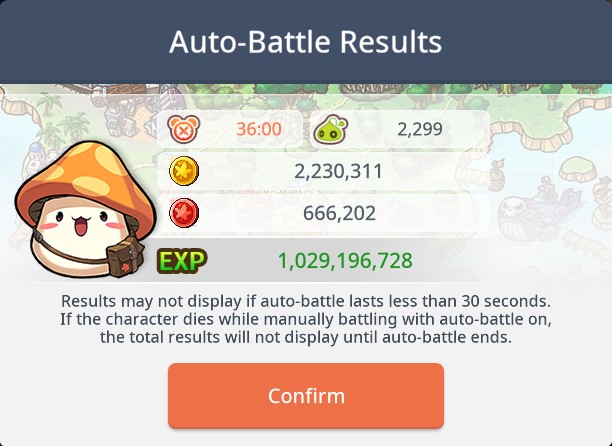 Auto-Battle Results
36:00
2,299
2,230,311
666,202
EXP 1,029,196,728
Results may not display if auto-battle lasts less than 30 seconds.
If the character dies while manually battling with auto-battle on,
the total results will not display until auto-battle ends.
Confirm